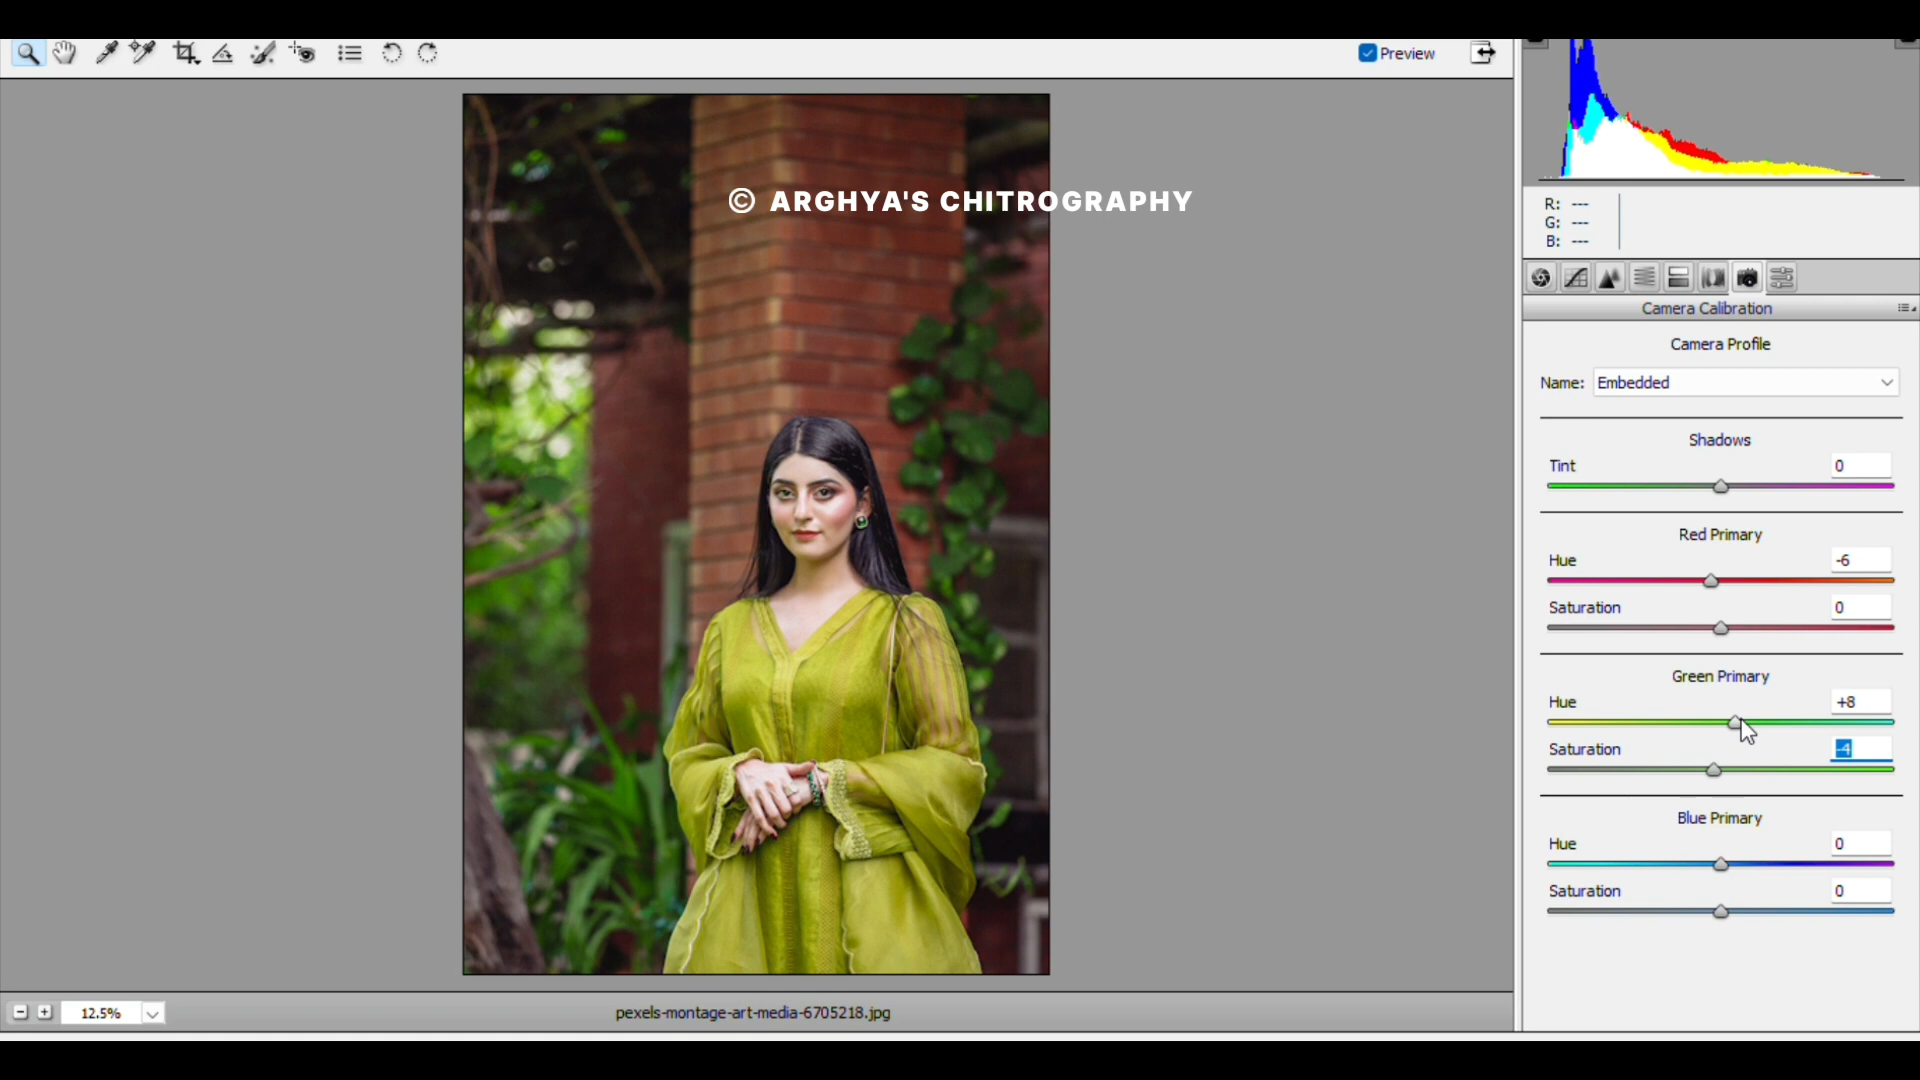 Preview
© ARGHYA'S CHITROGRAPHY
R: ---
G: ---
B: ---
Camera Calibration
Camera Profile
Name: Embedded
Shadows
Tint 0
Red Primary
Hue -6
Saturation 0
Green Primary
Hue +8
Saturation -4
Blue Primary
Hue 0
Saturation 0
12.5%
pexels-montage-art-media-6705218.jpg